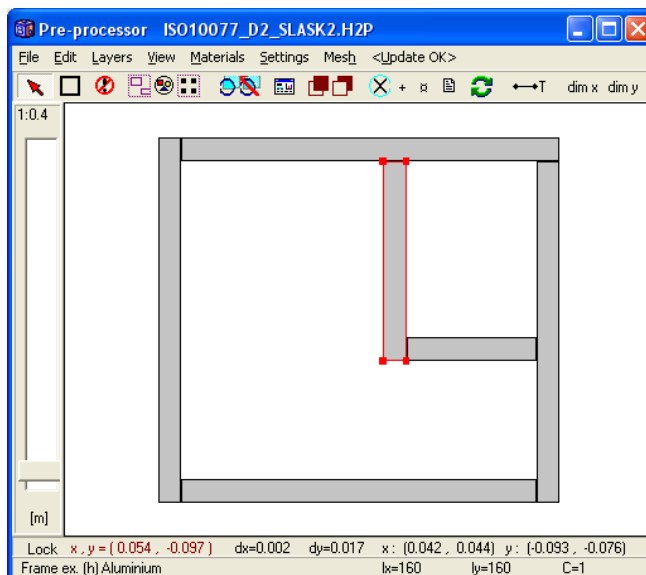 Pre-processor ISO10077_D2_SLASK2.H2P
File Edit Layers View Materials Settings Mesh <Update OK>
T dim x dim y
1:0.4
[m]
Lock x , y = ( 0.054 , -0.097 ) dx=0.002 dy=0.017 x : (0.042 , 0.044) y : (-0.093 , -0.076)
Frame ex. (h) Aluminium lx=160 ly=160 C=1